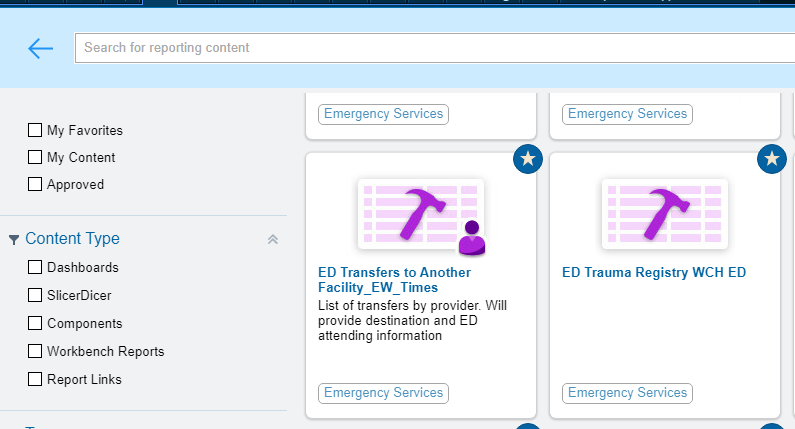 Search for reporting content
My Favorites
My Content
Approved
Content Type
Dashboards
SlicerDicer
Components
Workbench Reports
Report Links
Emergency Services
Emergency Services
ED Transfers to Another
Facility_EW_Times
List of transfers by provider. Will
provide destination and ED
attending information
Emergency Services
ED Trauma Registry WCH ED
Emergency Services